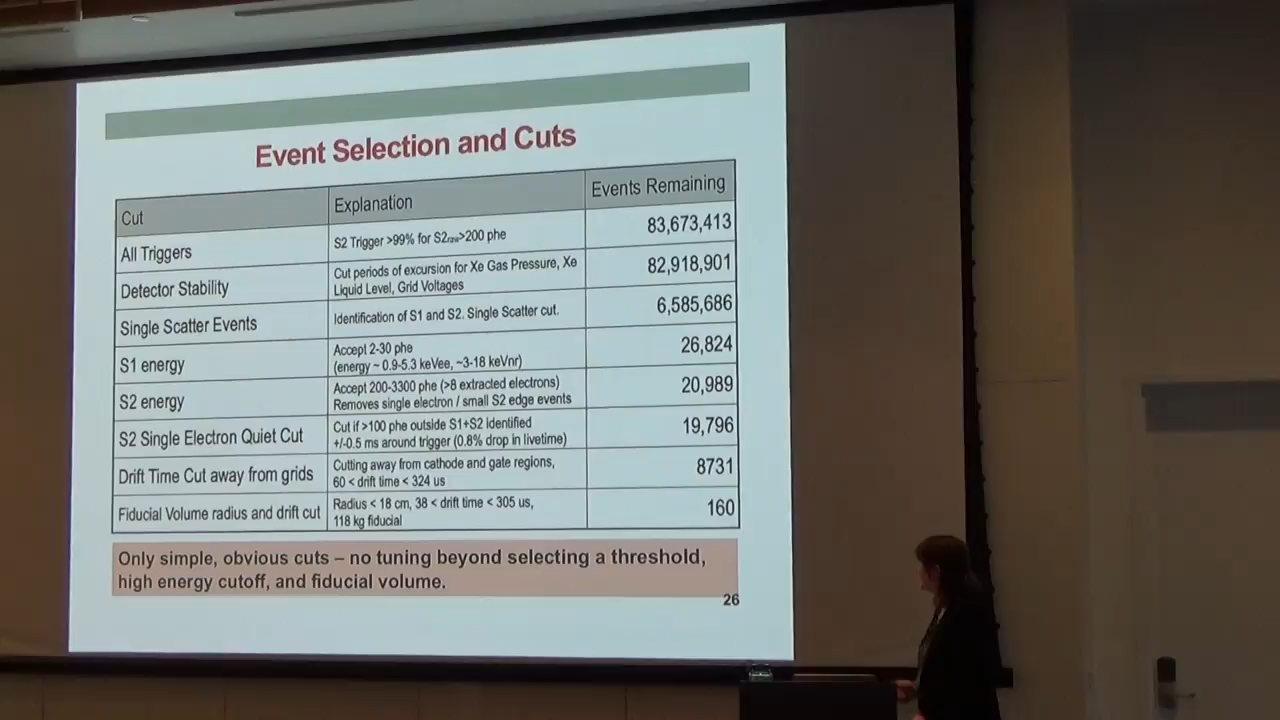 Event Selection and Cuts
Cut
Explanation
Events Remaining
All Triggers
S2 Trigger >99% for S2raw>200 phe
83,673,413
Detector Stability
Cut periods of excursion for Xe Gas Pressure, Xe
Liquid Level, Grid Voltages
82,918,901
Single Scatter Events
Identification of S1 and S2. Single Scatter cut.
6,585,686
S1 energy
Accept 2-30 phe
(energy ~ 0.9-5.3 keVee, ~3-18 keVnr)
26,824
S2 energy
Accept 200-3300 phe (>8 extracted electrons)
Removes single electron / small S2 edge events
20,989
S2 Single Electron Quiet Cut
Cut if >100 phe outside S1+S2 identified
+/-0.5 ms around trigger (0.8% drop in livetime)
19,796
Drift Time Cut away from grids
Cutting away from cathode and gate regions,
60 < drift time < 324 us
8731
Fiducial Volume radius and drift cut
Radius < 18 cm, 38 < drift time < 305 us,
118 kg fiducial
160
Only simple, obvious cuts – no tuning beyond selecting a threshold,
high energy cutoff, and fiducial volume.
26